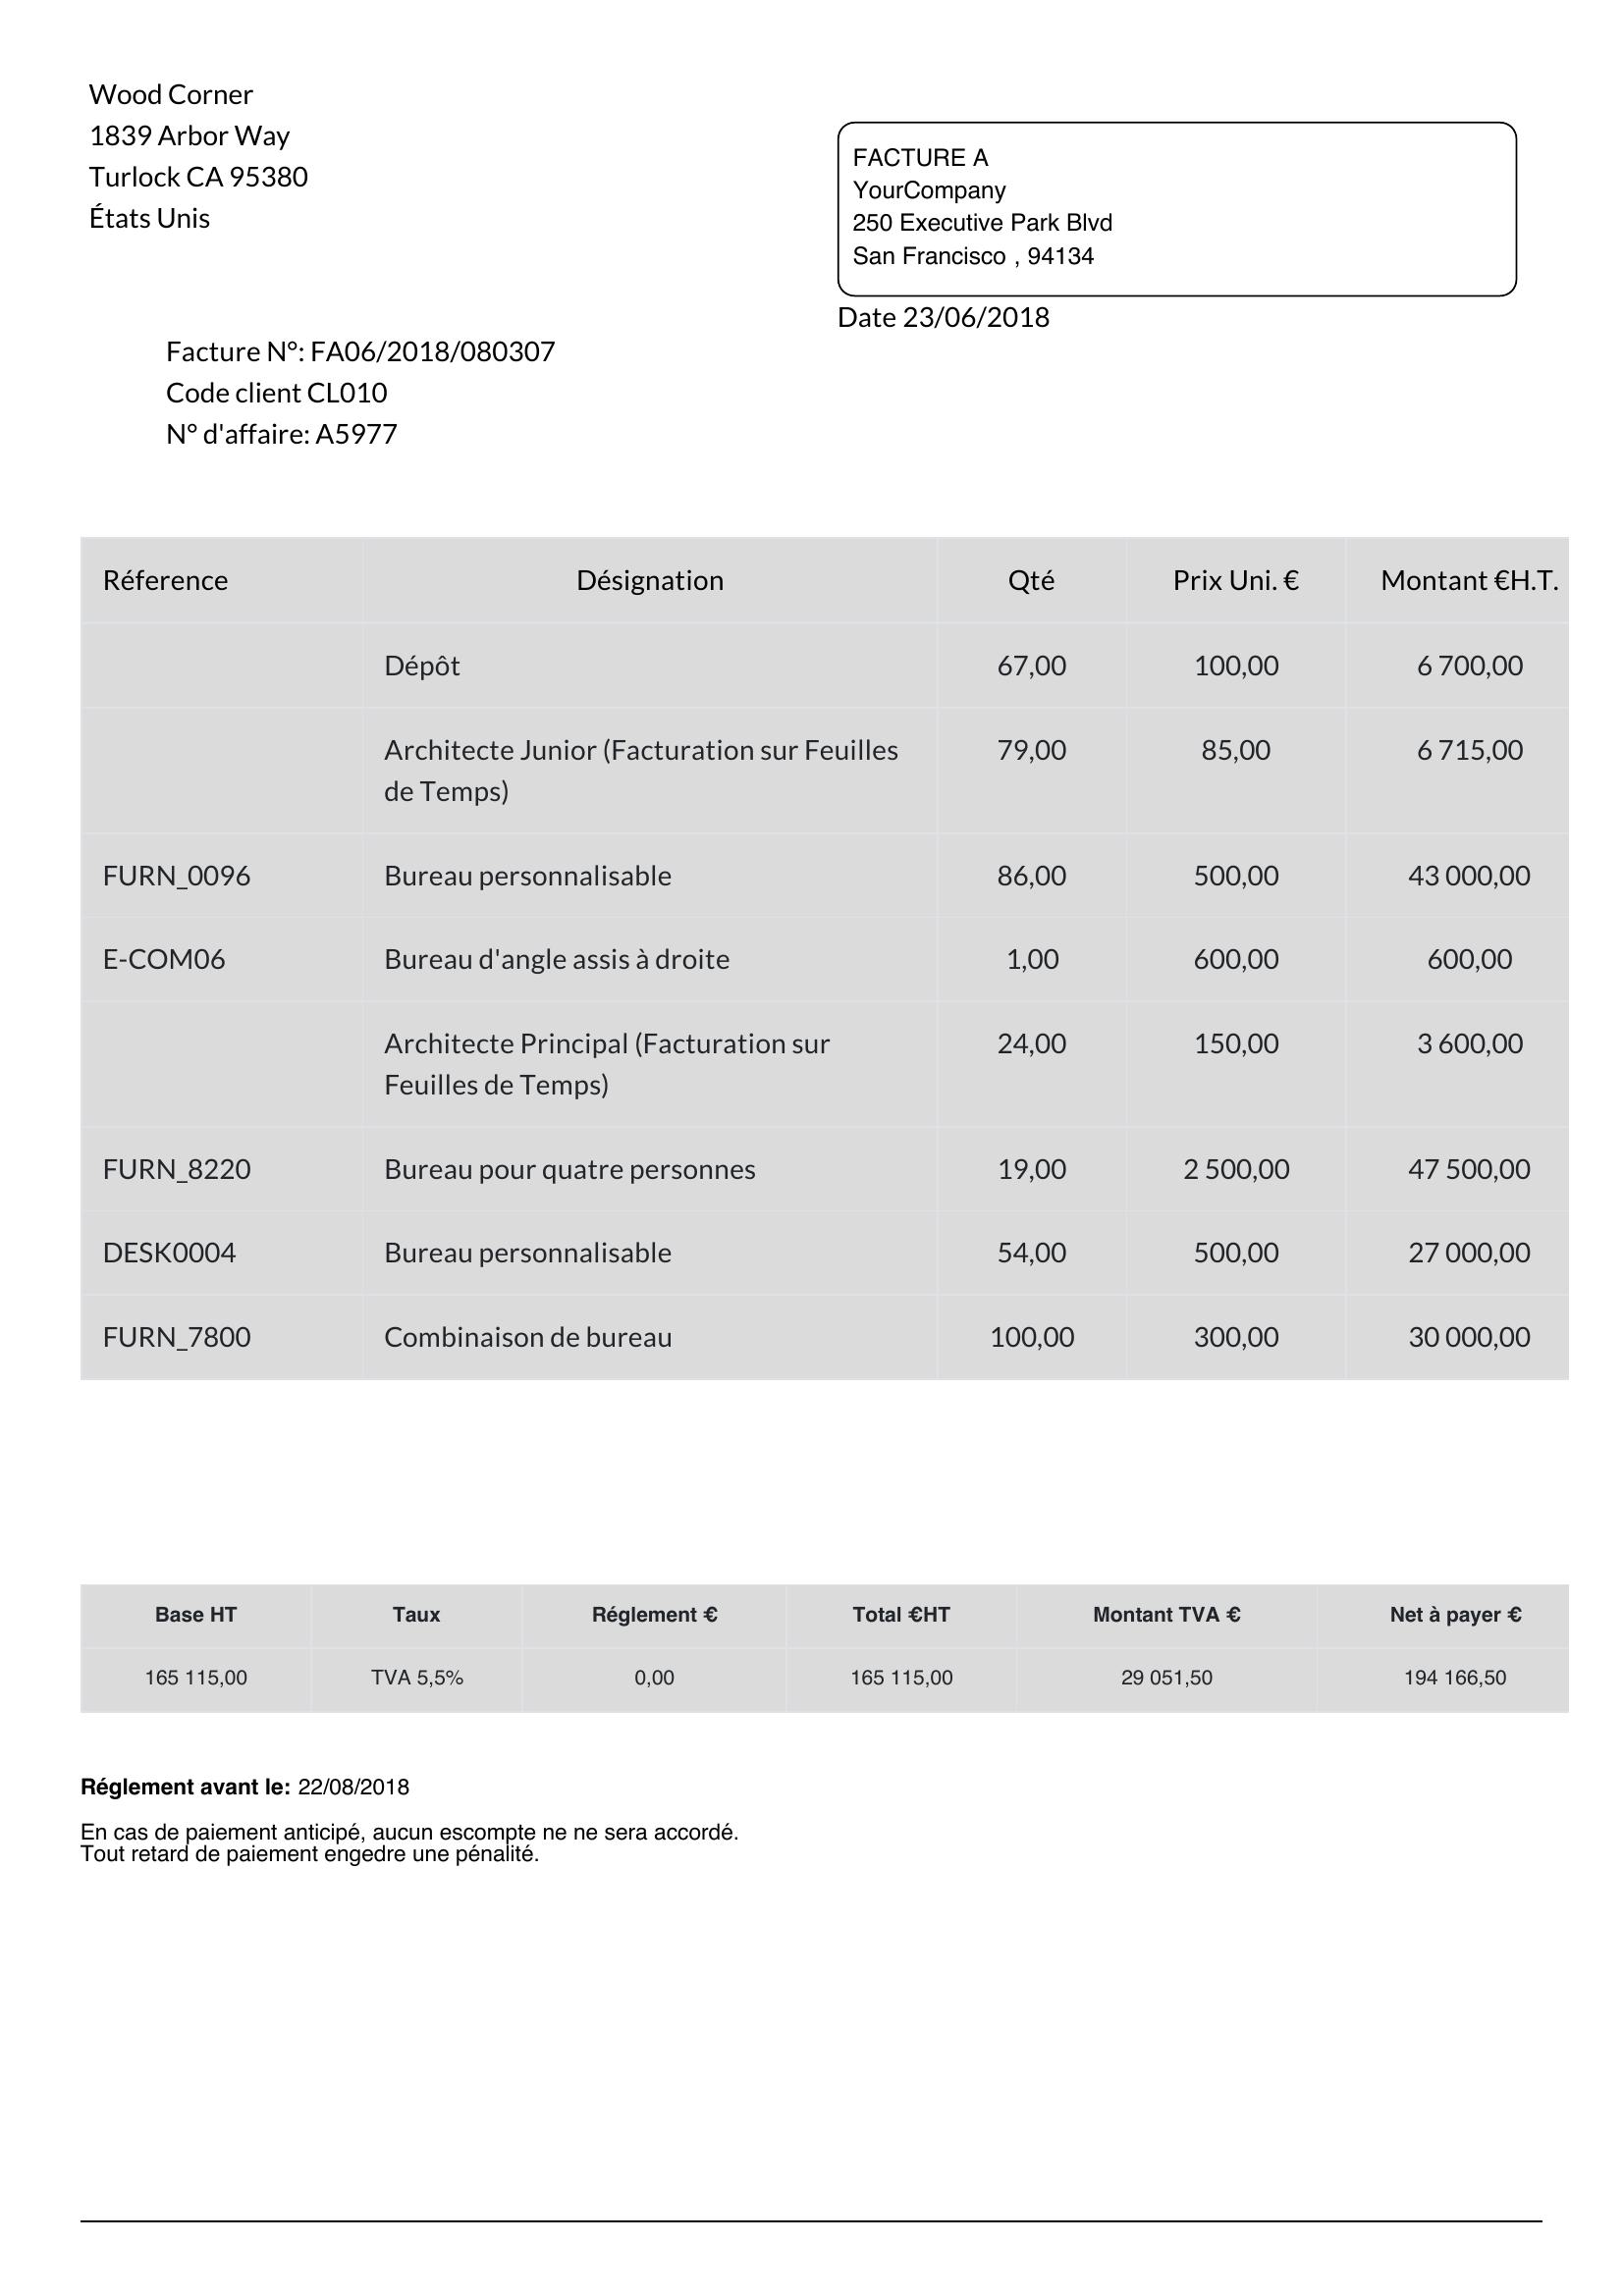 Wood Corner
1839 Arbor Way
Turlock CA 95380
États Unis
FACTURE A
YourCompany
250 Executive Park Blvd
San Francisco , 94134
Date 23/06/2018
Facture N°: FA06/2018/080307
Code client CL010
N° d'affaire: A5977
Réference Désignation Qté Prix Uni. € Montant €H.T.
Dépôt 67,00 100,00 6 700,00
Architecte Junior (Facturation sur Feuilles 79,00 85,00 6 715,00
de Temps)
FURN_0096 Bureau personnalisable 86,00 500,00 43 000,00
E-COM06 Bureau d'angle assis à droite 1,00 600,00 600,00
Architecte Principal (Facturation sur 24,00 150,00 3 600,00
Feuilles de Temps)
FURN_8220 Bureau pour quatre personnes 19,00 2 500,00 47 500,00
DESK0004 Bureau personnalisable 54,00 500,00 27 000,00
FURN_7800 Combinaison de bureau 100,00 300,00 30 000,00
Base HT Taux Réglement € Total €HT Montant TVA € Net à payer €
165 115,00 TVA 5,5% 0,00 165 115,00 29 051,50 194 166,50
Réglement avant le: 22/08/2018
En cas de paiement anticipé, aucun escompte ne ne sera accordé.
Tout retard de paiement engedre une pénalité.